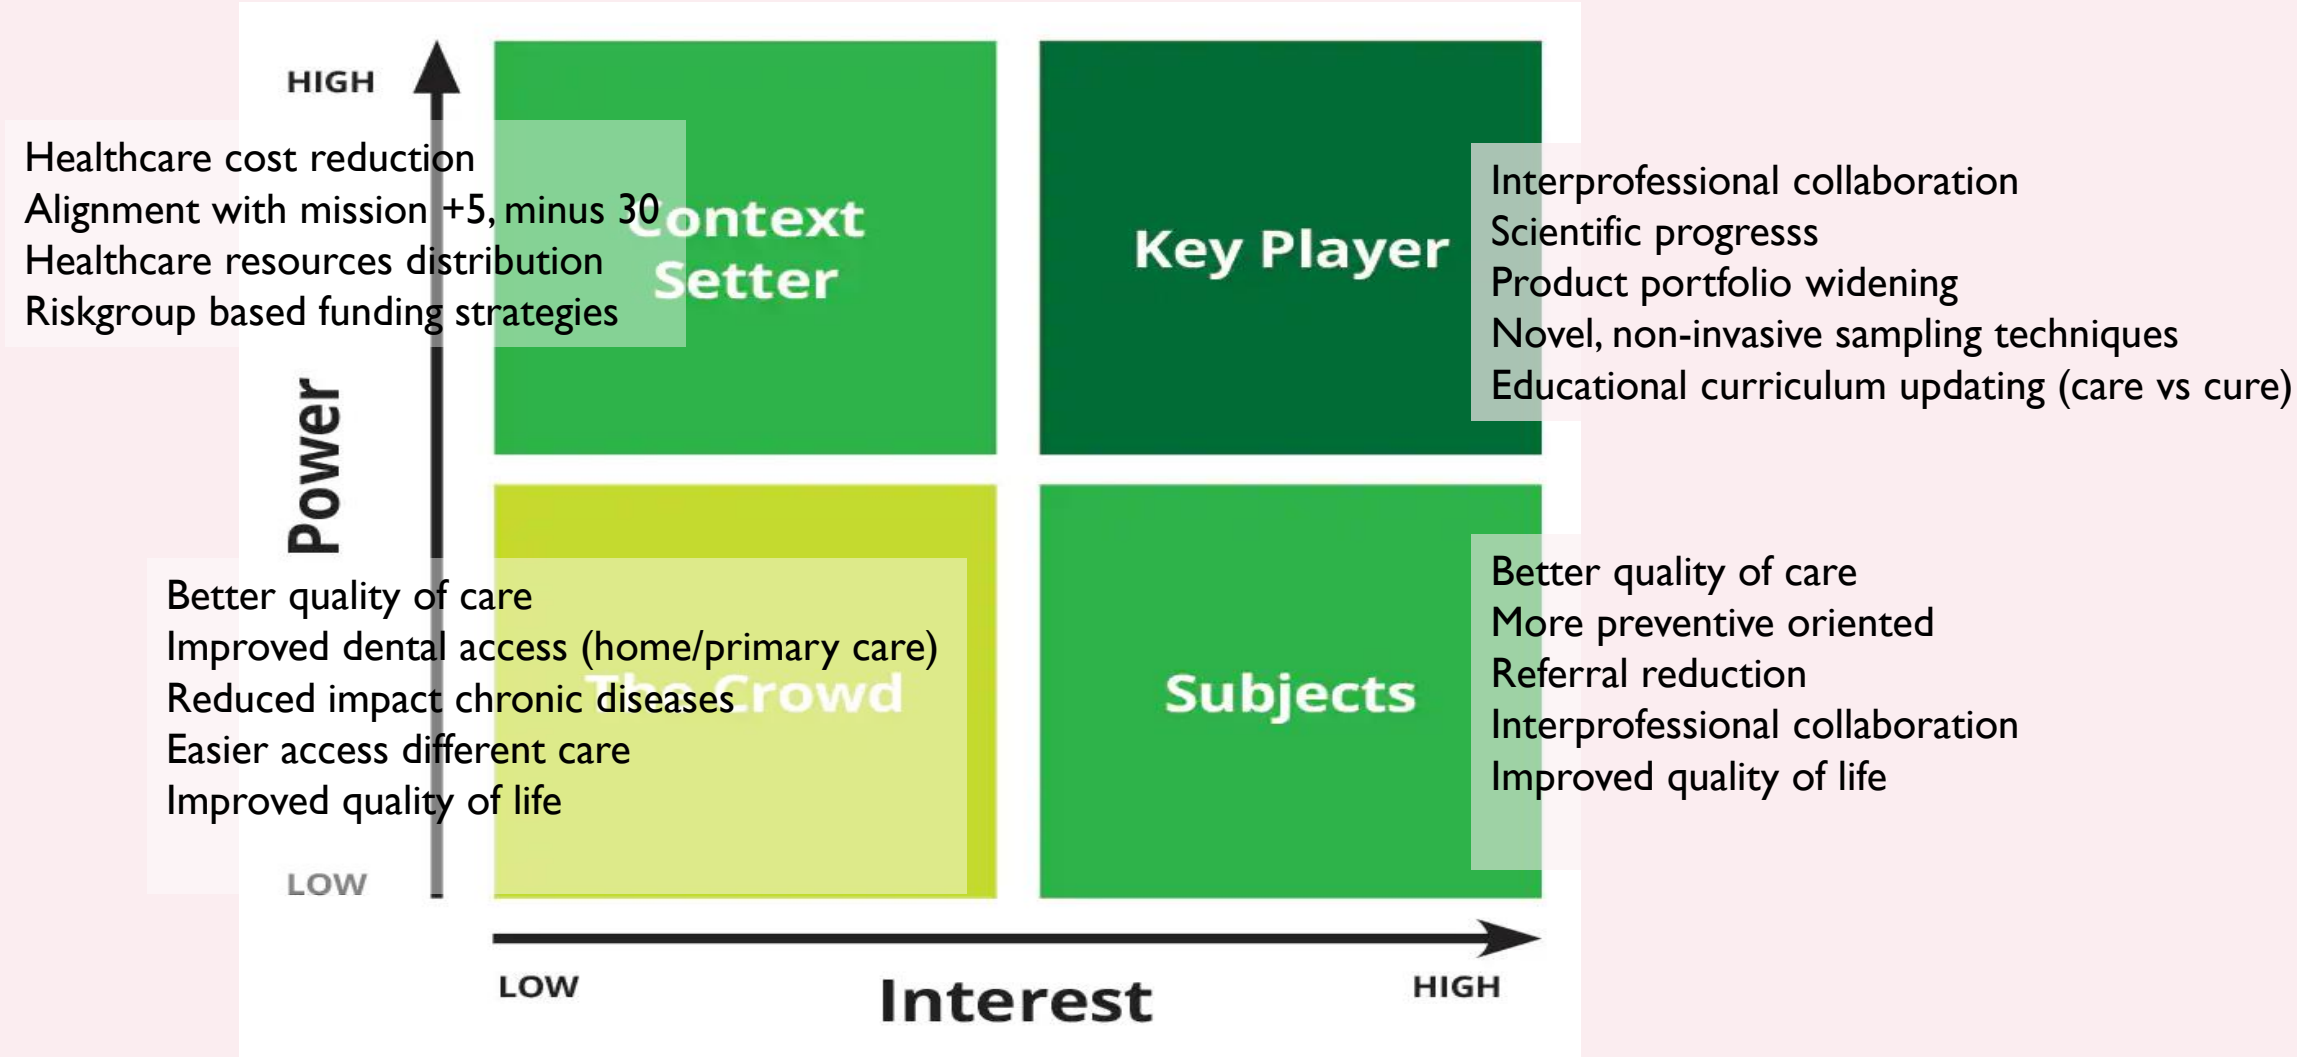 HIGH
Healthcare cost reduction
Alignment with mission +5, minus 30
Healthcare resources distribution
Riskgroup based funding strategies
Context
Setter
Key Player
Interprofessional collaboration
Scientific progresss
Product portfolio widening
Novel, non-invasive sampling techniques
Educational curriculum updating (care vs cure)
Power
Better quality of care
Improved dental access (home/primary care)
Reduced impact chronic diseases
Easier access different care
Improved quality of life
The Crowd
Subjects
Better quality of care
More preventive oriented
Referral reduction
Interprofessional collaboration
Improved quality of life
LOW
LOW
Interest
HIGH